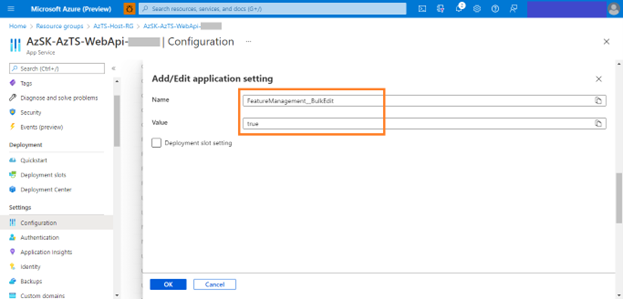 Microsoft Azure (Preview)
Search resources, services, and docs (G+/)
Home > Resource groups > AzTS-Host-RG > AzSK-AzTS-WebApi-
AzSK-AzTS-WebApi- | Configuration ...
App Service
Search (Ctrl+/)
Tags
Diagnose and solve problems
Security
Events (preview)
Deployment
Quickstart
Deployment slots
Deployment Center
Settings
Configuration
Authentication
Application Insights
Identity
Backups
Custom domains
Add/Edit application setting
Name
FeatureManagement__BulkEdit
Value
true
Deployment slot setting
OK
Cancel